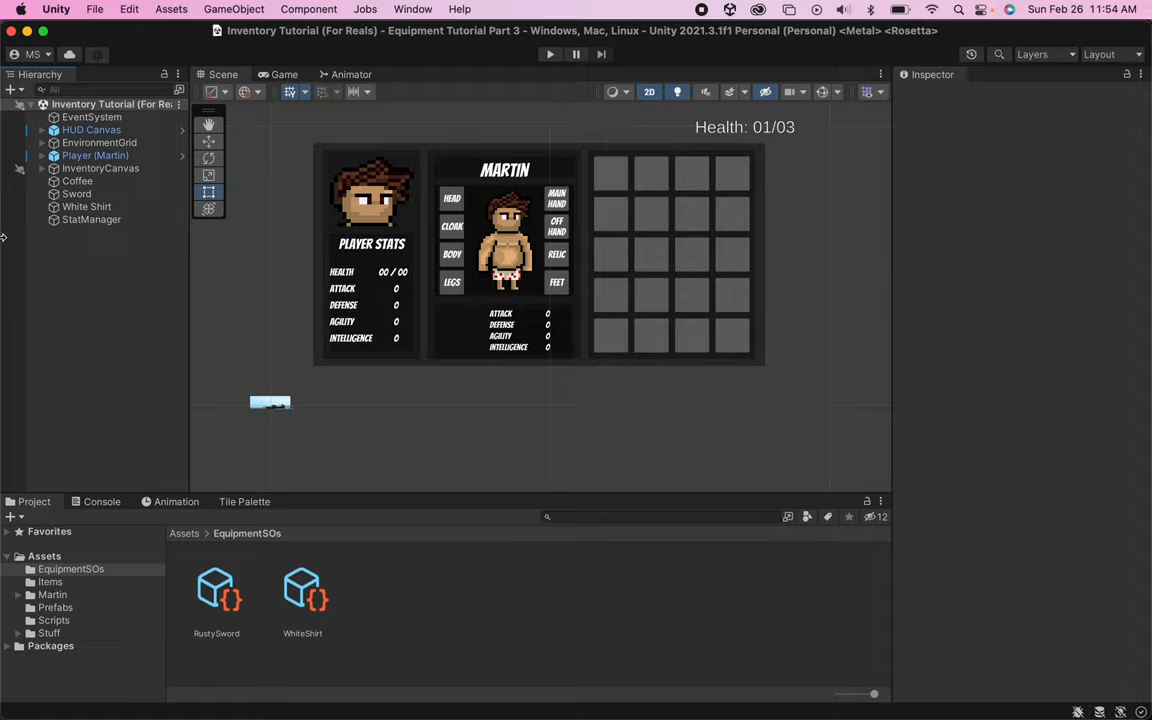 Unity File Edit Assets GameObject Component Jobs Window Help Sun Feb 26 11:54 AM
Inventory Tutorial (For Reals) - Equipment Tutorial Part 3 - Windows, Mac, Linux - Unity 2021.3.1f1 Personal (Personal) <Metal> <Rosetta>
MS Layers Layout
Hierarchy
All
Inventory Tutorial (For Rea
EventSystem
HUD Canvas
EnvironmentGrid
Player (Martin)
InventoryCanvas
Coffee
Sword
White Shirt
StatManager
Scene Game Animator
2D
Health: 01/03
PLAYER STATS
HEALTH 00 / 00
ATTACK 0
DEFENSE 0
AGILITY 0
INTELLIGENCE 0
MARTIN
HEAD
CLOAK
BODY
LEGS
MAIN
HAND
OFF
HAND
RELIC
FEET
ATTACK 0
DEFENSE 0
AGILITY 0
INTELLIGENCE 0
Inspector
Project Console Animation Tile Palette
12
Favorites
Assets
EquipmentSOs
Items
Martin
Prefabs
Scripts
Stuff
Packages
Assets > EquipmentSOs
RustySword
WhiteShirt